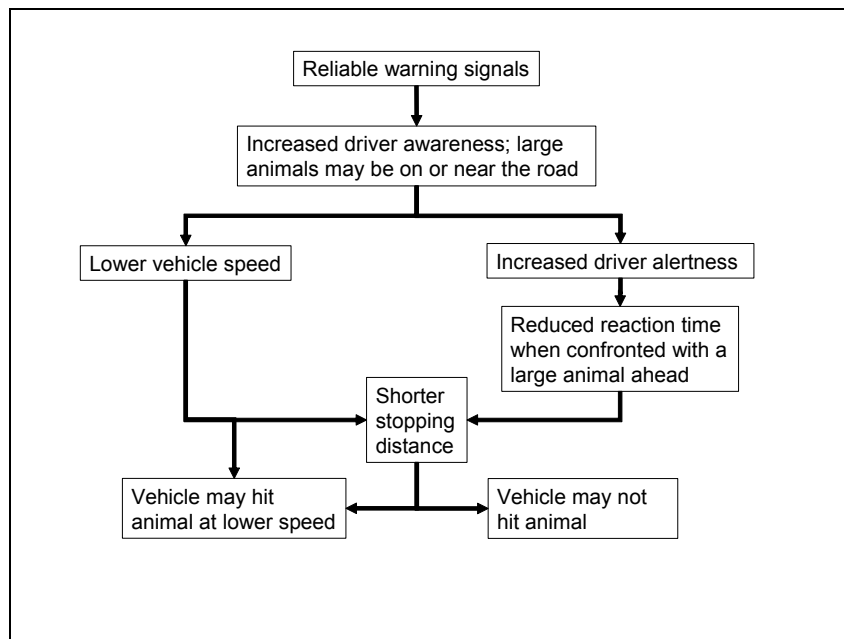 Reliable warning signals
Increased driver awareness; large
animals may be on or near the road
Lower vehicle speed
Increased driver alertness
Reduced reaction time
when confronted with a
large animal ahead
Shorter
stopping
distance
Vehicle may hit
animal at lower speed
Vehicle may not
hit animal